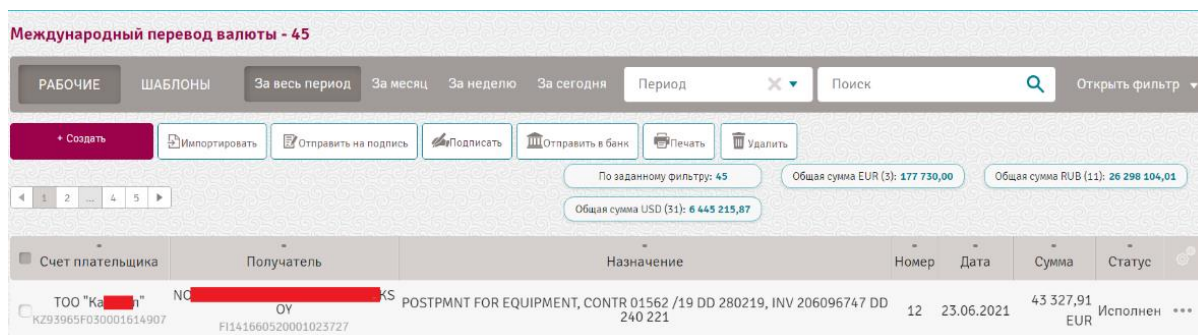 Международный перевод валюты - 45
РАБОЧИЕ ШАБЛОНЫ За весь период За месяц За неделю За сегодня Период Поиск Открыть фильтр
+ Создать Импортировать Отправить на подпись Подписать Отправить в банк Печать Удалить
По заданному фильтру: 45 Общая сумма EUR (3): 177 730,00 Общая сумма RUB (11): 26 298 104,01
1 2 ... 4 5
Общая сумма USD (31): 6 445 215,87
Счет плательщика Получатель Назначение Номер Дата Сумма Статус
ТОО "Ка л" NO KS POSTPMNT FOR EQUIPMENT, CONTR 01562 /19 DD 280219, INV 206096747 DD 12 23.06.2021 43 327,91 Исполнен
OY 240 221 EUR
KZ93965F030001614907 FI141660520001023727